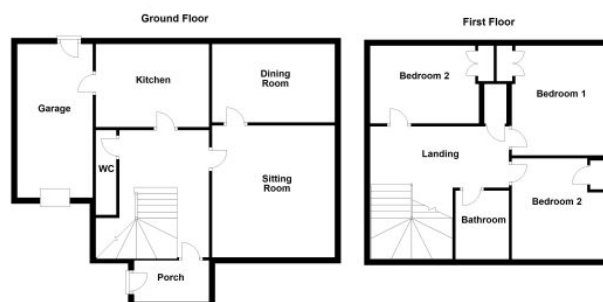 Ground Floor
First Floor
Garage
Kitchen
Dining
Room
WC
Sitting
Room
Porch
Bedroom 2
Bedroom 1
Landing
Bathroom
Bedroom 2